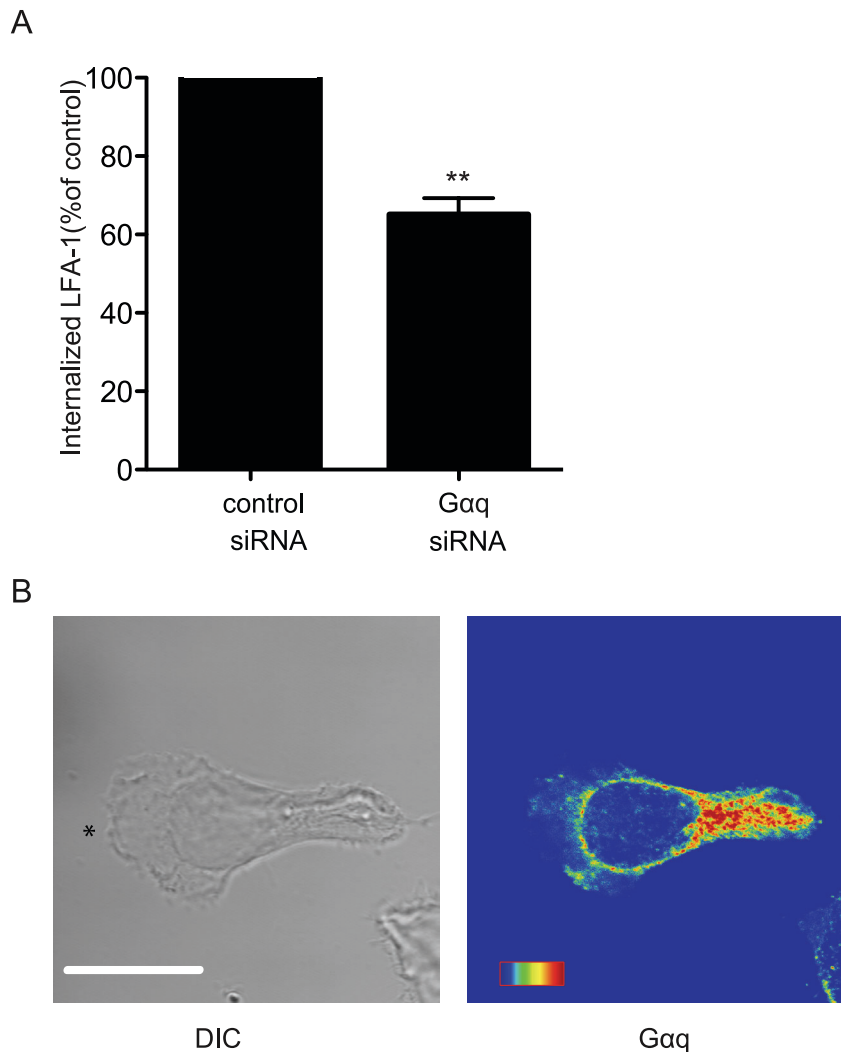 A
Internalized LFA-1(%of control)
100
80
60
40
20
0
**
control
siRNA
Gαq
siRNA
B
*
DIC
Gαq